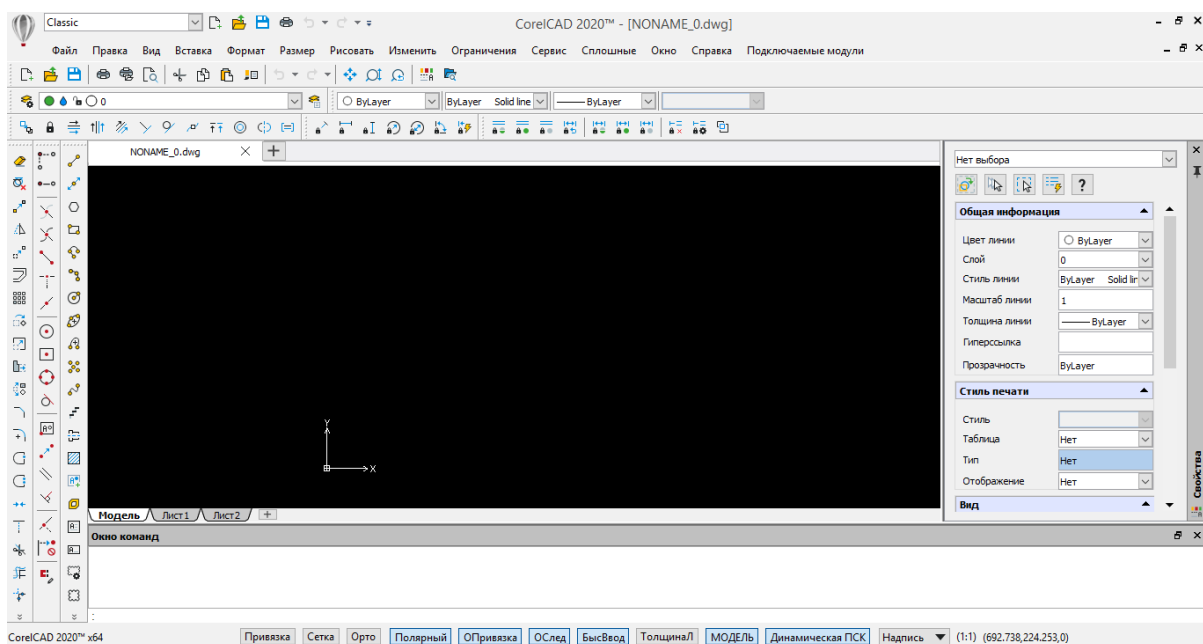 Classic
CorelCAD 2020™ - [NONAME_0.dwg]
Файл Правка Вид Вставка Формат Размер Рисовать Изменить Ограничения Сервис Сплошные Окно Справка Подключаемые модули
0 ByLayer ByLayer Solid line ByLayer
NONAME_0.dwg
Нет выбора
Общая информация
Цвет линии ByLayer
Слой 0
Стиль линии ByLayer Solid lin
Масштаб линии 1
Толщина линии ByLayer
Гиперссылка
Прозрачность ByLayer
Стиль печати
Стиль
Таблица Нет
Тип Нет
Отображение Нет
Вид
Свойства
Y
X
Модель Лист1 Лист2
Окно команд
:
CorelCAD 2020™ x64 Привязка Сетка Орто Полярный ОПривязка ОСлед БысВвод ТолщинаЛ МОДЕЛЬ Динамическая ПСК Надпись (1:1) (692.738,224.253,0)